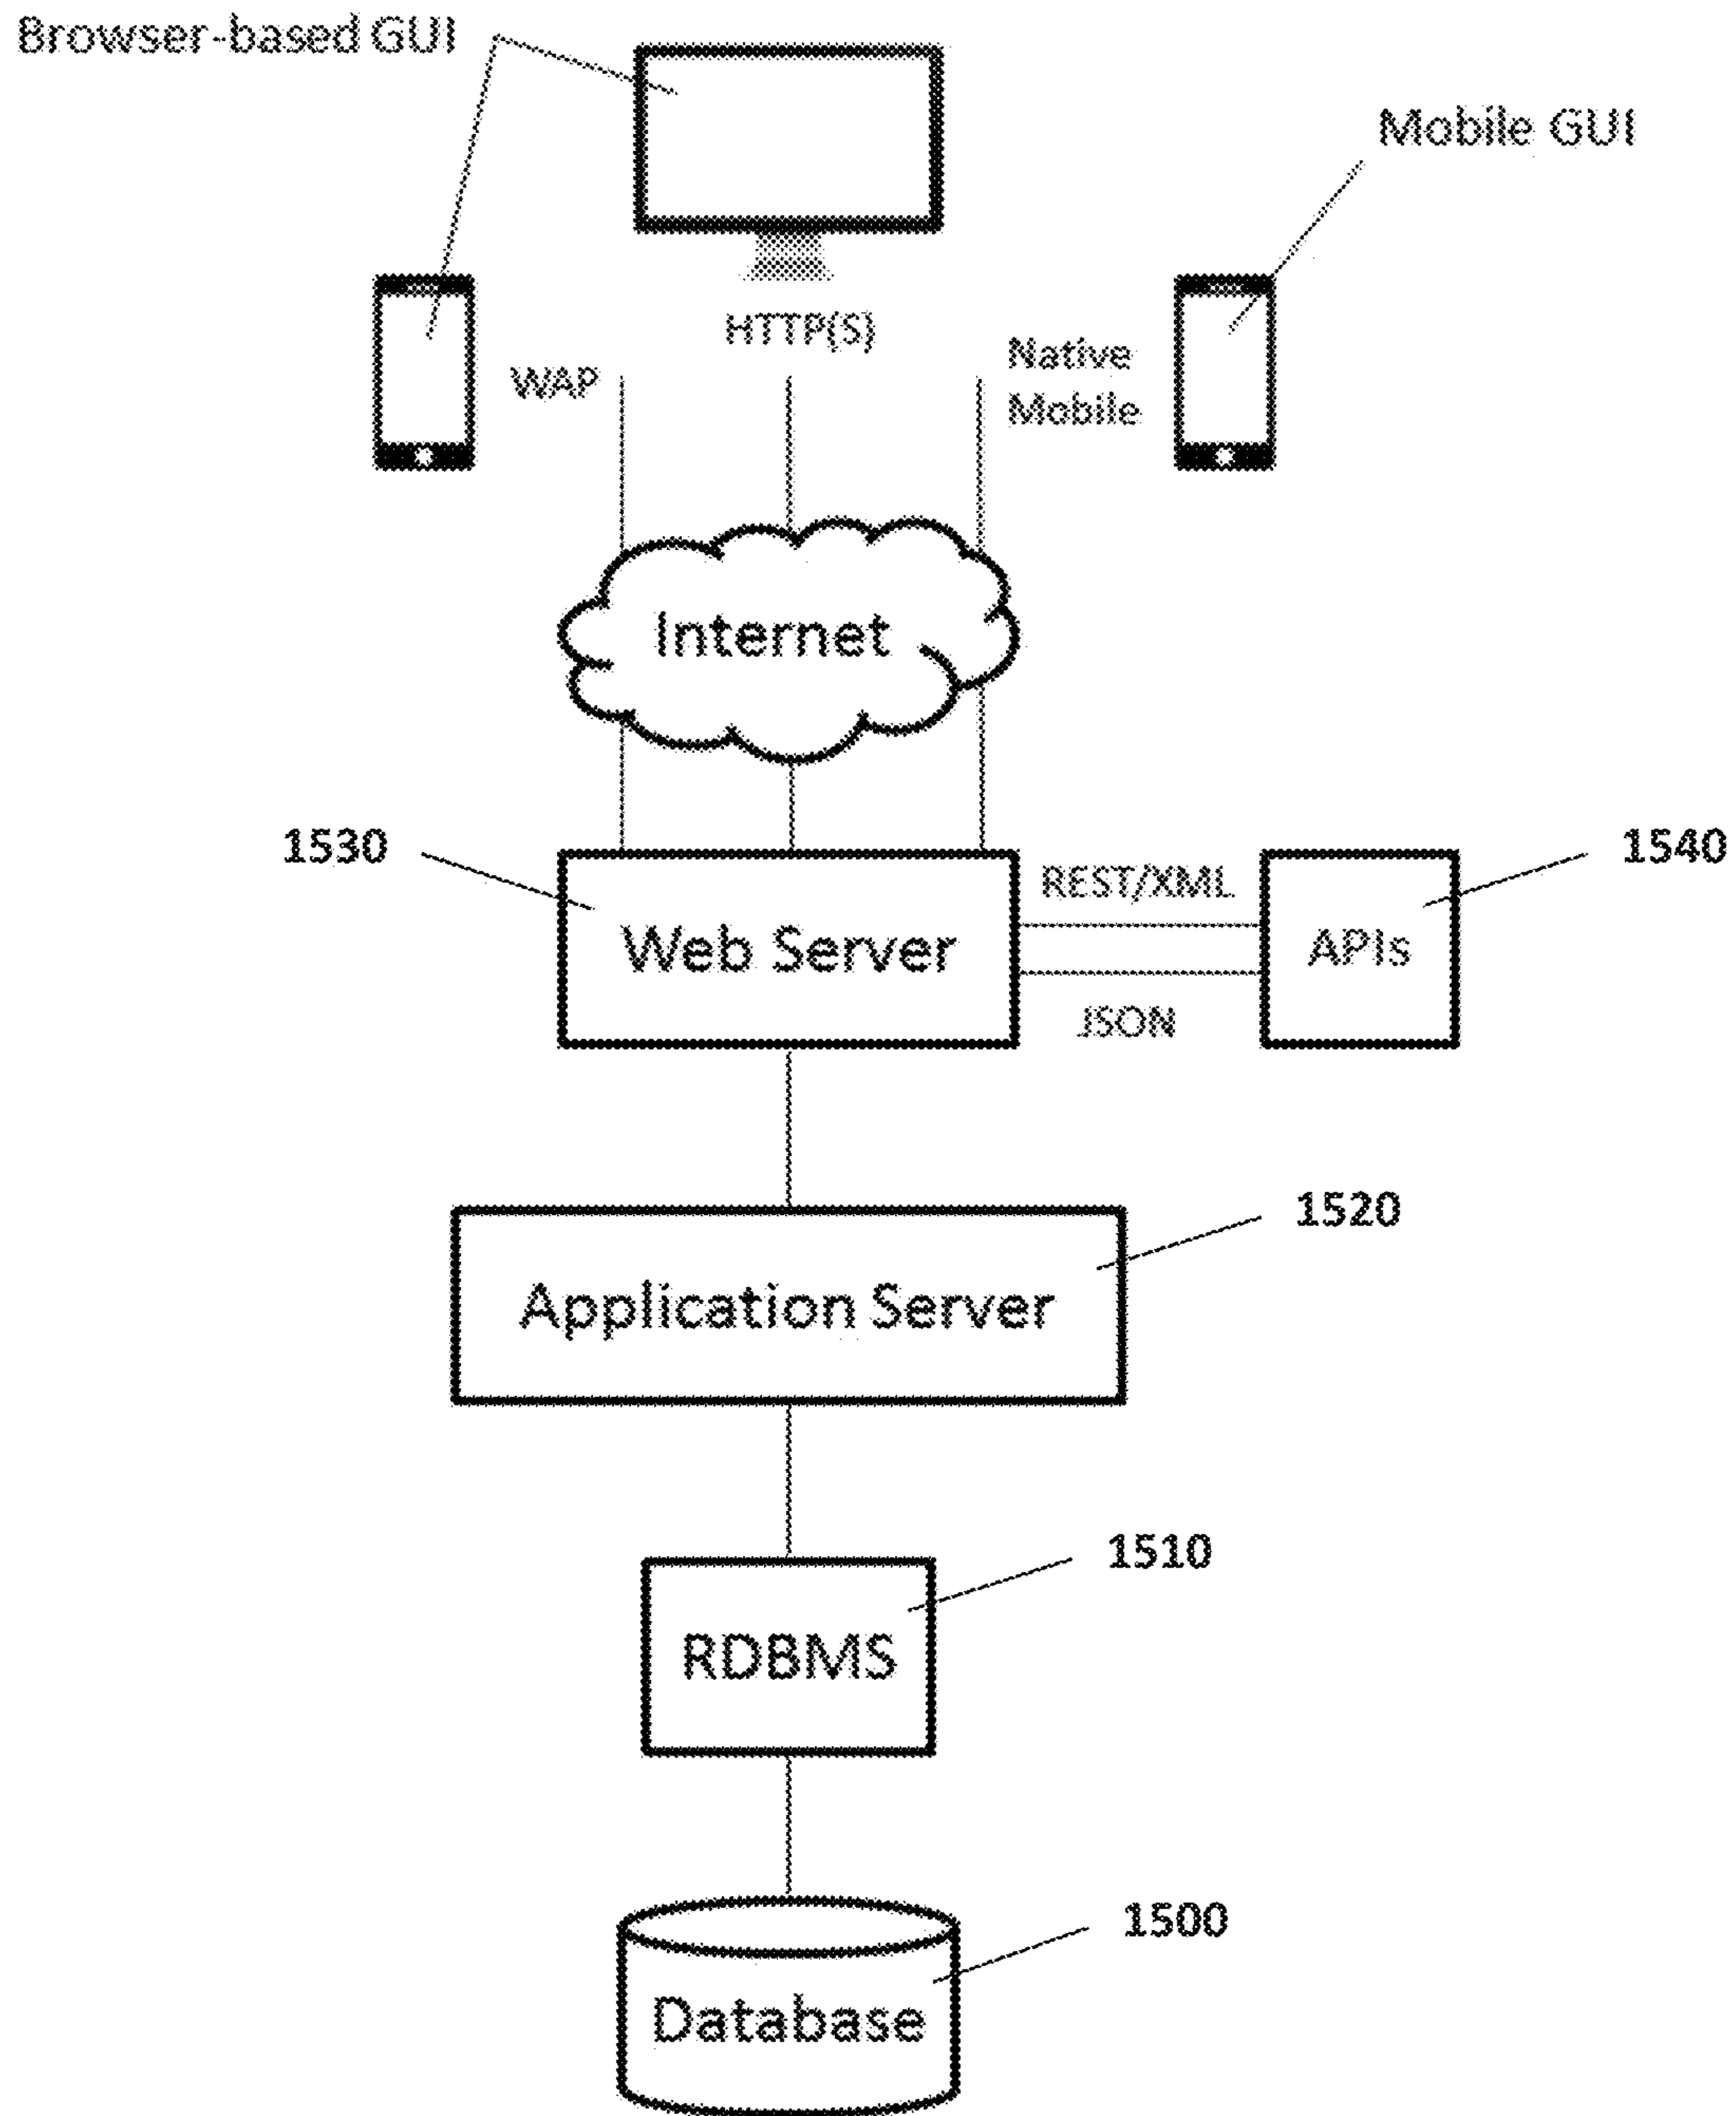 Browser-based GUI
Mobile GUI
HTTP(S)
WAP
Native
Mobile
Internet
1530
1540
REST/XML
Web Server
APIs
JSON
1520
Application Server
1510
RDBMS
1500
Database